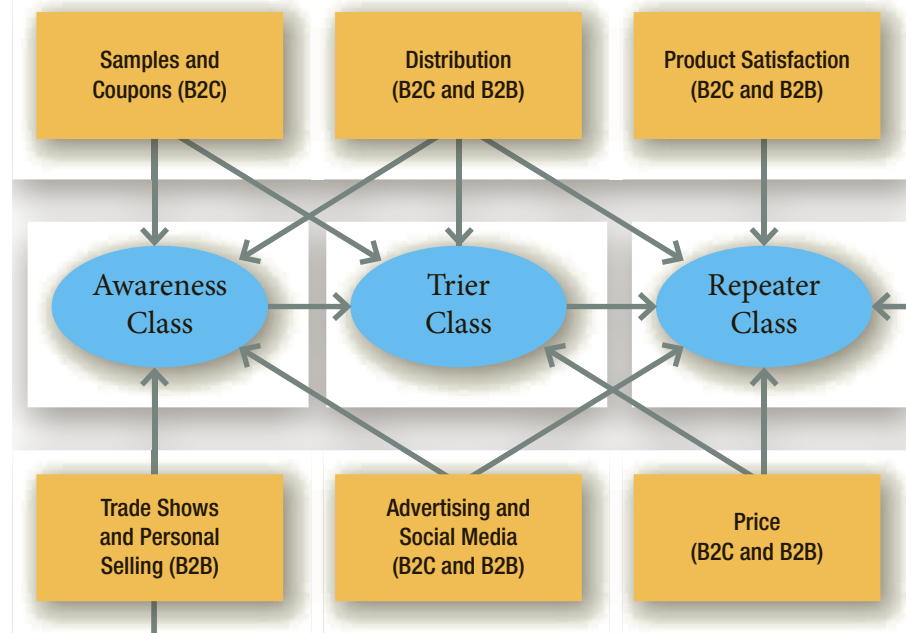 Samples and
Coupons (B2C)
Distribution
(B2C and B2B)
Product Satisfaction
(B2C and B2B)
Awareness
Class
Trier
Class
Repeater
Class
Trade Shows
and Personal
Selling (B2B)
Advertising and
Social Media
(B2C and B2B)
Price
(B2C and B2B)